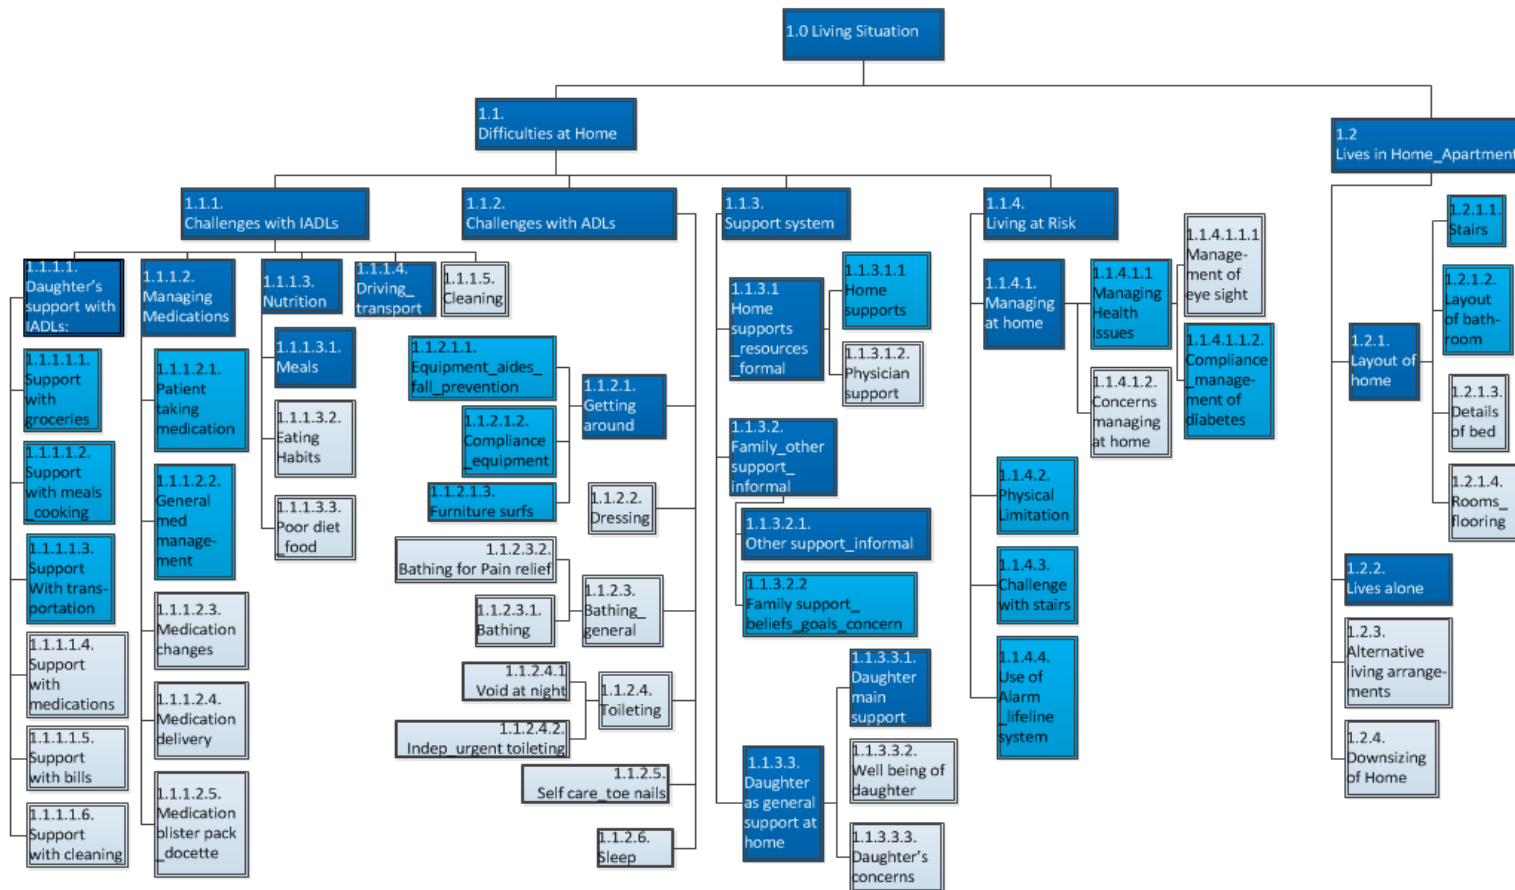 1.0 Living Situation
1.1.
Difficulties at Home
1.2
Lives in Home_Apartment
1.1.1.
Challenges with IADLs
1.1.2.
Challenges with ADLs
1.1.3.
Support system
1.1.4.
Living at Risk
1.1.1.1.
Daughter's
support with
IADLs:
1.1.1.1.1.
Support
with
groceries
1.1.1.1.2.
Support
with meals
_cooking
1.1.1.1.3.
Support
With trans-
portation
1.1.1.1.4.
Support
with
medications
1.1.1.1.5.
Support
with bills
1.1.1.1.6.
Support
with cleaning
1.1.1.2.
Managing
Medications
1.1.1.2.1.
Patient
taking
medication
1.1.1.2.2.
General
med
manage-
ment
1.1.1.2.3.
Medication
changes
1.1.1.2.4.
Medication
delivery
1.1.1.2.5.
Medication
blister pack
_docette
1.1.1.3.
Nutrition
1.1.1.3.1.
Meals
1.1.1.3.2.
Eating
Habits
1.1.1.3.3.
Poor diet
_food
1.1.1.4.
Driving_
transport
1.1.1.5.
Cleaning
1.1.2.1.1.
Equipment_aides_
fall_prevention
1.1.2.1.2.
Compliance
_equipment
1.1.2.1.3.
Furniture surfs
1.1.2.1.
Getting
around
1.1.2.2.
Dressing
1.1.2.3.2.
Bathing for Pain relief
1.1.2.3.1.
Bathing
1.1.2.3.
Bathing_
general
1.1.2.4.1
Void at night
1.1.2.4.2.
Indep_urgent toileting
1.1.2.4.
Toileting
1.1.2.5.
Self care_toe nails
1.1.2.6.
Sleep
1.1.3.1
Home
supports
_resources
_formal
1.1.3.1.1
Home
supports
1.1.3.1.2.
Physician
support
1.1.3.2.
Family_other
support_
informal
1.1.3.2.1.
Other support_informal
1.1.3.2.2
Family support_
beliefs_goals_concern
1.1.3.3.
Daughter
as general
support at
home
1.1.3.3.1.
Daughter
main
support
1.1.3.3.2.
Well being of
daughter
1.1.3.3.3.
Daughter's
concerns
1.1.4.1.
Managing
at home
1.1.4.1.1
Managing
Health
Issues
1.1.4.1.1.1
Manage-
ment of
eye sight
1.1.4.1.1.2.
Compliance
_manage-
ment of
diabetes
1.1.4.1.2.
Concerns
managing
at home
1.1.4.2.
Physical
Limitation
1.1.4.3.
Challenge
with stairs
1.1.4.4.
Use of
Alarm
_lifeline
system
1.2.1.
Layout of
home
1.2.1.1.
Stairs
1.2.1.2.
Layout
of bath-
room
1.2.1.3.
Details
of bed
1.2.1.4.
Rooms_
flooring
1.2.2.
Lives alone
1.2.3.
Alternative
living arrange-
ments
1.2.4.
Downsizing
of Home